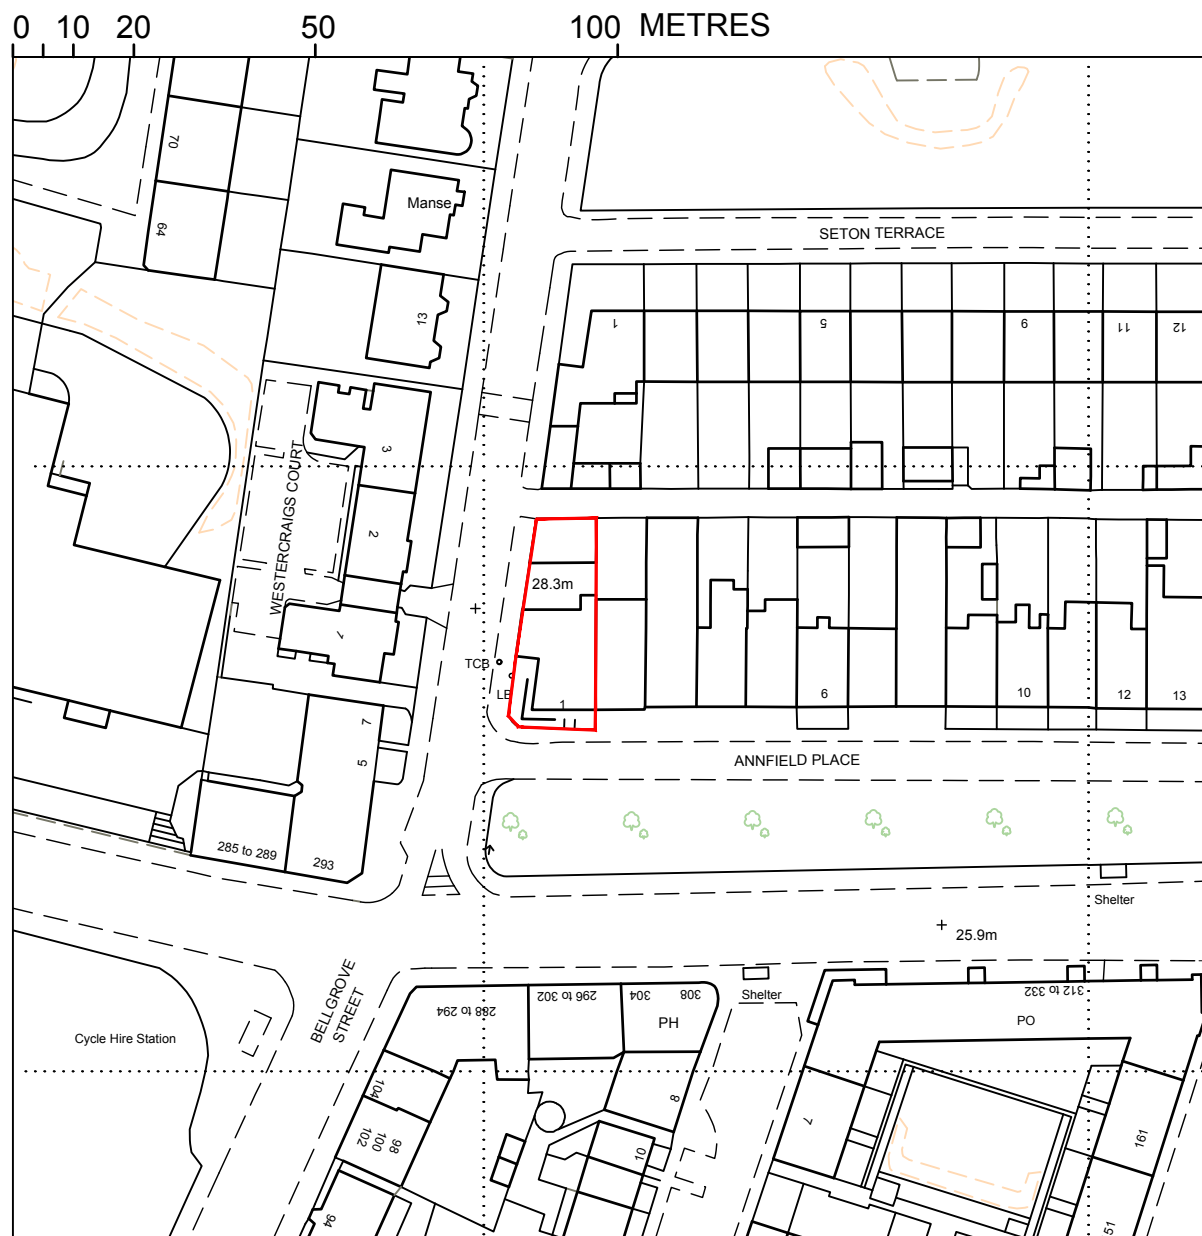 0 10 20 50 100 METRES
70
Manse
64
SETON TERRACE
13
1 5 9 11 12
3
WESTERCRAIGS COURT
2
28.3m
7
TCB
LB
1 6 10 12 13
7
5
ANNFIELD PLACE
285 to 289
293
Shelter
25.9m
BELLGROVE
STREET
288 to 294
296 to 302
304
308
Shelter
312 to 332
PH
PO
Cycle Hire Station
104
8
102
100
98
7
161
10
94
51